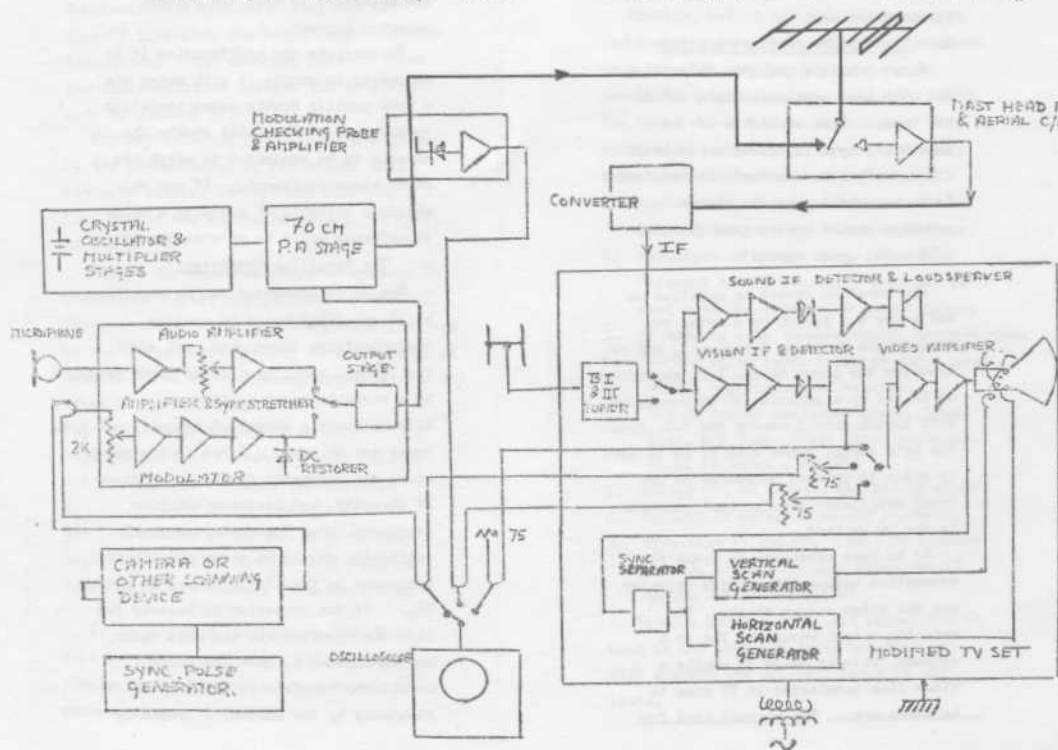 MAST HEAD
& AERIAL
MODULATION
CHECKING PROBE
& AMPLIFIER
CONVERTER
IF
CRYSTAL
OSCILLATOR &
MULTIPLIER
STAGES
70 CM
P.A STAGE
SOUND IF DETECTOR & LOUDSPEAKER
MICROPHONE
AUDIO AMPLIFIER
OUTPUT
STAGE
VISION IF & DETECTOR
VIDEO AMPLIFIER.
BI
& III
AMPLIFIER & SYNC STRETCHER
2K
DC
RESTORER
MODULATOR
75
75
75
CAMERA OR
OTHER SCANNING
DEVICE
SYNC
SEPARATOR
VERTICAL
SCAN
GENERATOR
HORIZONTAL
SCAN
GENERATOR
MODIFIED TV SET
SYNC PULSE
GENERATOR.
OSCILLOSCOPE